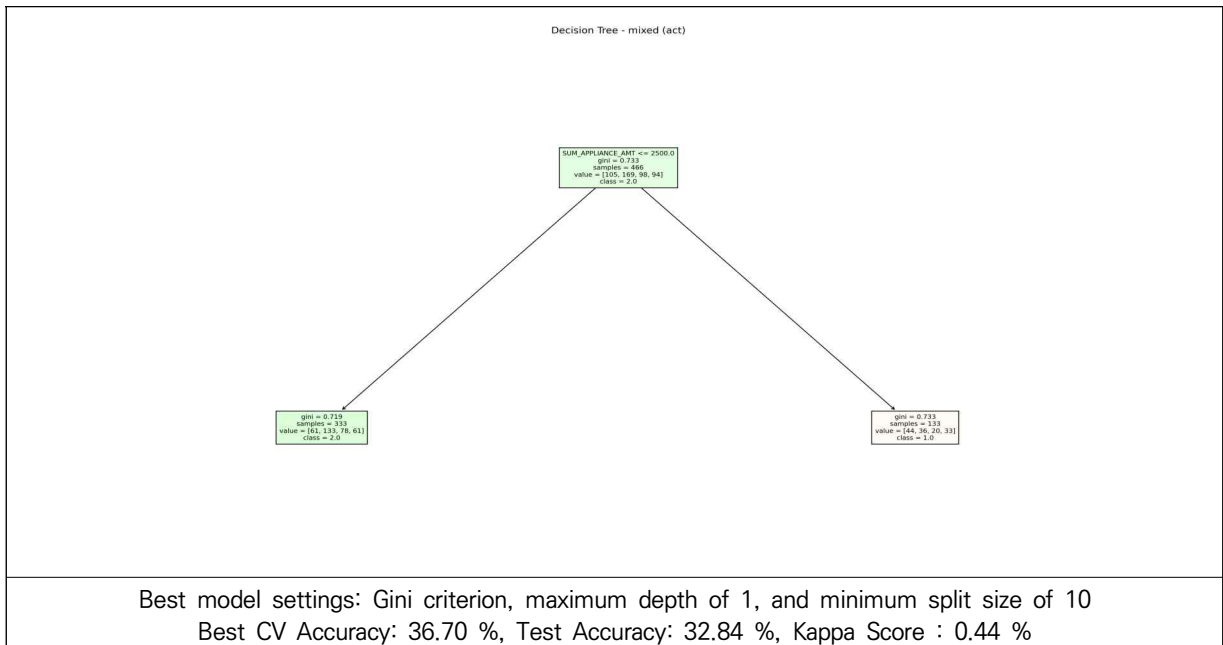 Decision Tree - mixed (act)
SUM_APPLIANCE_AMT <= 2500.0
gini = 0.733
samples = 466
value = [105, 169, 98, 94]
class = 2.0
gini = 0.719
samples = 333
value = [61, 133, 78, 61]
class = 2.0
gini = 0.733
samples = 133
value = [44, 36, 20, 33]
class = 1.0
Best model settings: Gini criterion, maximum depth of 1, and minimum split size of 10
Best CV Accuracy: 36.70 %, Test Accuracy: 32.84 %, Kappa Score : 0.44 %